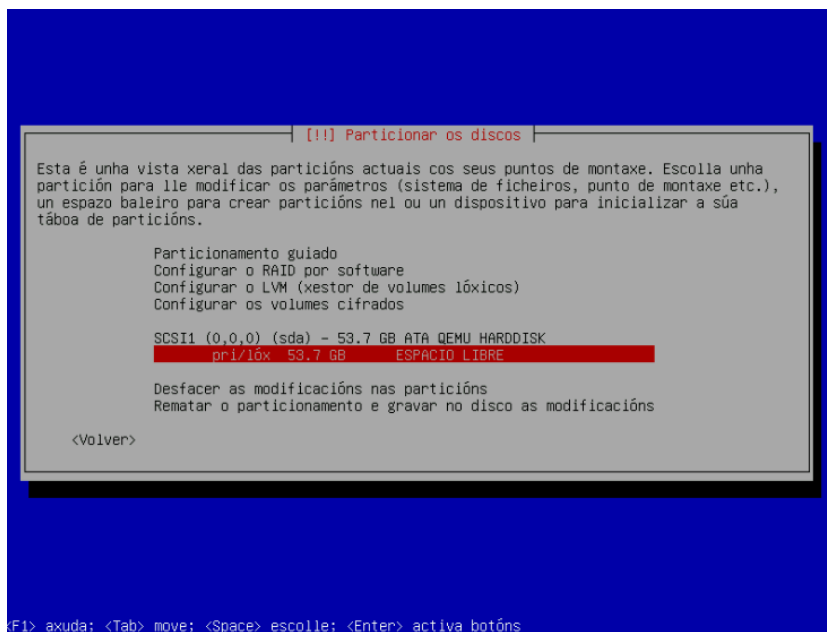 [!!] Particionar os discos
Esta é unha vista xeral das particións actuais cos seus puntos de montaxe. Escolla unha
partición para lle modificar os parámetros (sistema de ficheiros, punto de montaxe etc.),
un espazo baleiro para crear particións nel ou un dispositivo para inicializar a súa
táboa de particións.
Particionamento guiado
Configurar o RAID por software
Configurar o LVM (xestor de volumes lóxicos)
Configurar os volumes cifrados
SCSI1 (0,0,0) (sda) - 53.7 GB ATA QEMU HARDDISK
pri/lóx 53.7 GB ESPACIO LIBRE
Desfacer as modificacións nas particións
Rematar o particionamento e gravar no disco as modificacións
<Volver>
<F1> axuda; <Tab> move; <Space> escolle; <Enter> activa botóns